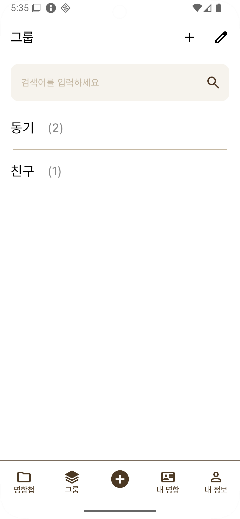 5:35
그룹
검색어를 입력하세요
동기 (2)
친구 (1)
명함첩 그룹 내 명함 내 정보